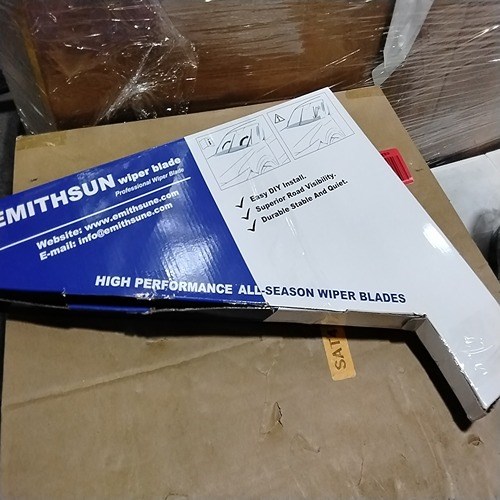 EMITHSUN wiper blade
Professional Wiper Blade
Website: www.emithsune.com
E-mail: info@emithsune.com
Easy DIY Install.
Superior Road Visibility.
Durable Stable And Quiet.
HIGH PERFORMANCE ALL-SEASON WIPER BLADES